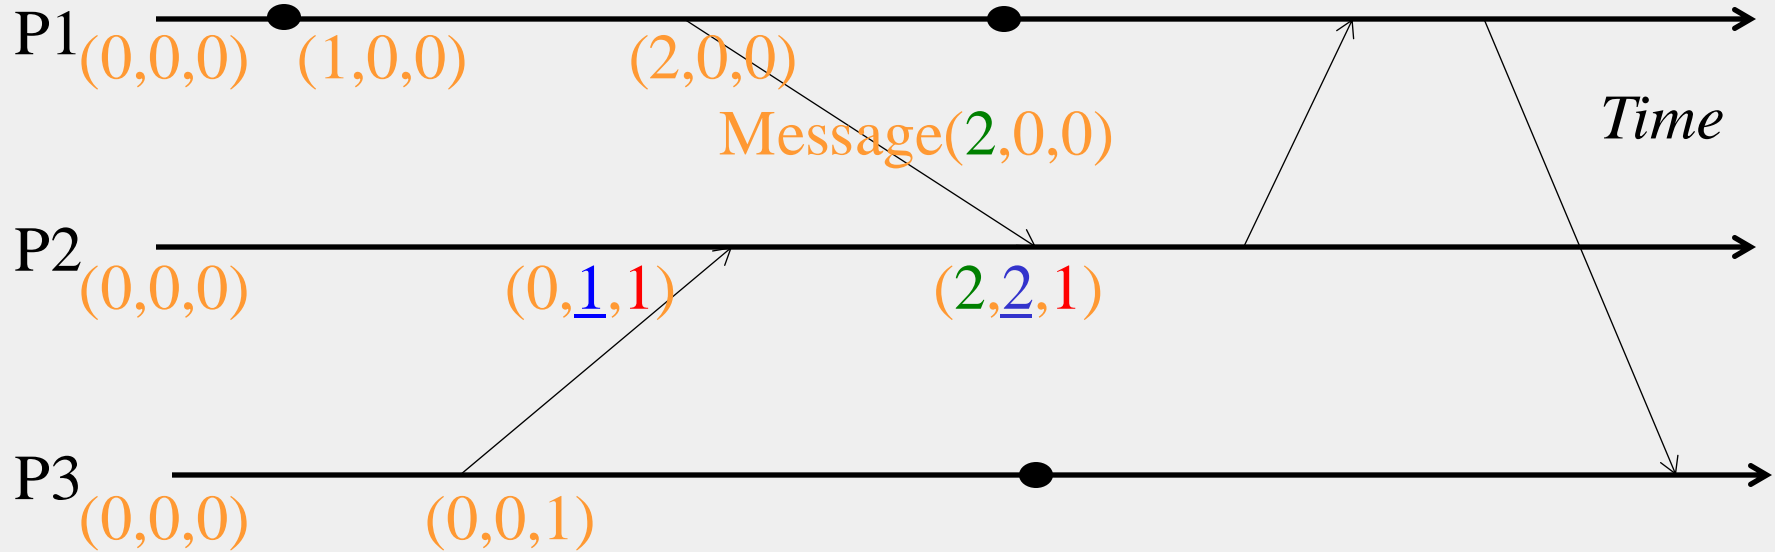 P1
(0,0,0) (1,0,0) (2,0,0)
Message(2,0,0)
Time
P2
(0,0,0) (0,1,1) (2,2,1)
P3
(0,0,0) (0,0,1)